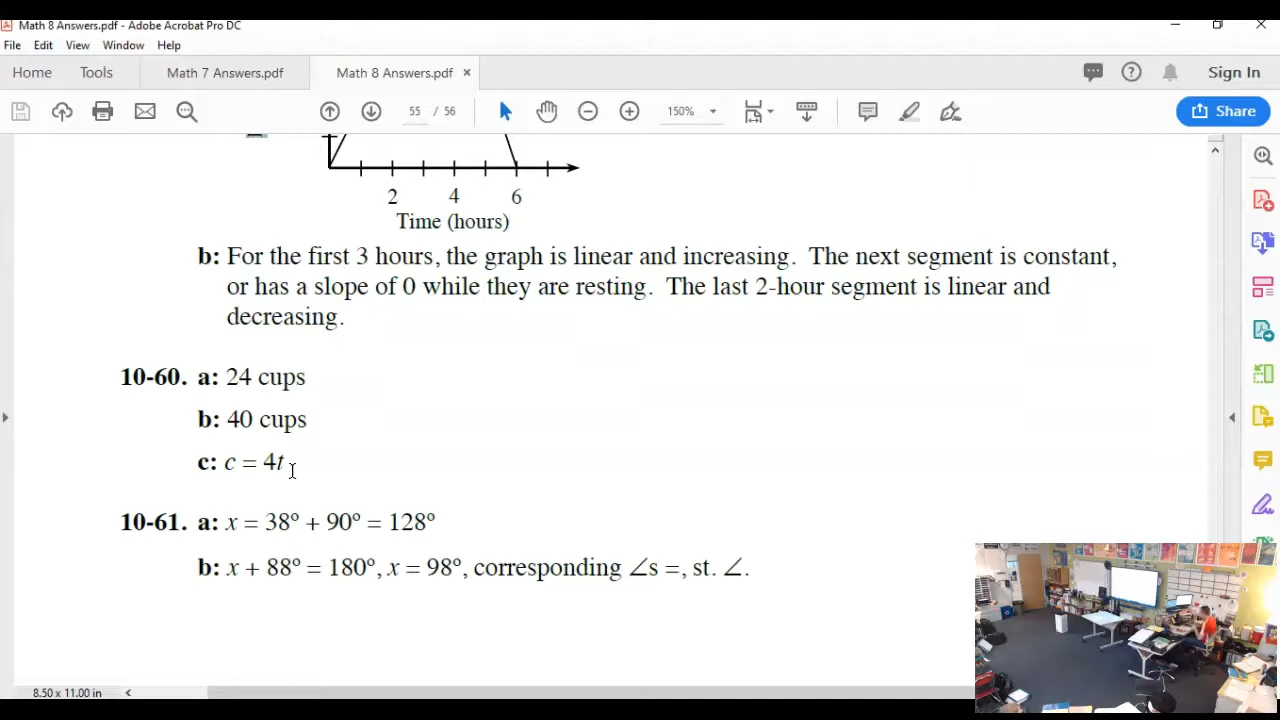 Math 8 Answers.pdf - Adobe Acrobat Pro DC
File Edit View Window Help
Home Tools Math 7 Answers.pdf Math 8 Answers.pdf × Sign In
55 / 56 150% Share
2 4 6
Time (hours)
b: For the first 3 hours, the graph is linear and increasing. The next segment is constant,
or has a slope of 0 while they are resting. The last 2-hour segment is linear and
decreasing.
10-60. a: 24 cups
b: 40 cups
c: c = 4t
10-61. a: x = 38° + 90° = 128°
b: x + 88° = 180°, x = 98°, corresponding ∠s =, st. ∠.
8.50 x 11.00 in